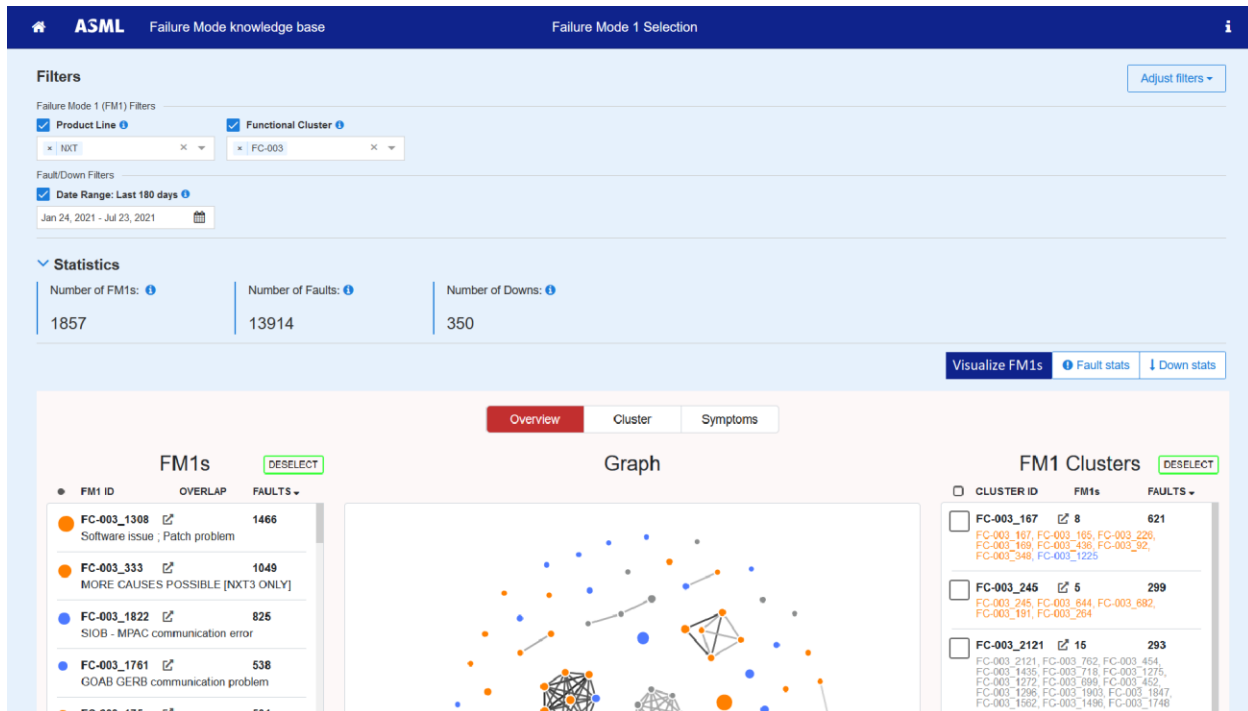 ASML Failure Mode knowledge base Failure Mode 1 Selection i
Filters
Adjust filters
Failure Mode 1 (FM1) Filters
Product Line Functional Cluster
× NXT × × FC-003 ×
Fault/Down Filters
Date Range: Last 180 days
Jan 24, 2021 - Jul 23, 2021
Statistics
Number of FM1s: Number of Faults: Number of Downs:
1857 13914 350
Visualize FM1s Fault stats Down stats
Overview Cluster Symptoms
FM1s DESELECT
FM1 ID OVERLAP FAULTS
FC-003_1308 1466
Software issue ; Patch problem
FC-003_333 1049
MORE CAUSES POSSIBLE [NXT3 ONLY]
FC-003_1822 825
SIOB - MPAC communication error
FC-003_1761 538
GOAB GERB communication problem
Graph
FM1 Clusters DESELECT
CLUSTER ID FM1s FAULTS
FC-003_167 8 621
FC-003_167, FC-003_165, FC-003_226,
FC-003_169, FC-003_436, FC-003_92,
FC-003_348, FC-003_1225
FC-003_245 5 299
FC-003_245, FC-003_644, FC-003_682,
FC-003_191, FC-003_264
FC-003_2121 15 293
FC-003_2121, FC-003_762, FC-003_454,
FC-003_1435, FC-003_718, FC-003_1275,
FC-003_1272, FC-003_699, FC-003_452,
FC-003_1296, FC-003_1903, FC-003_1847,
FC-003_1562, FC-003_1496, FC-003_1748